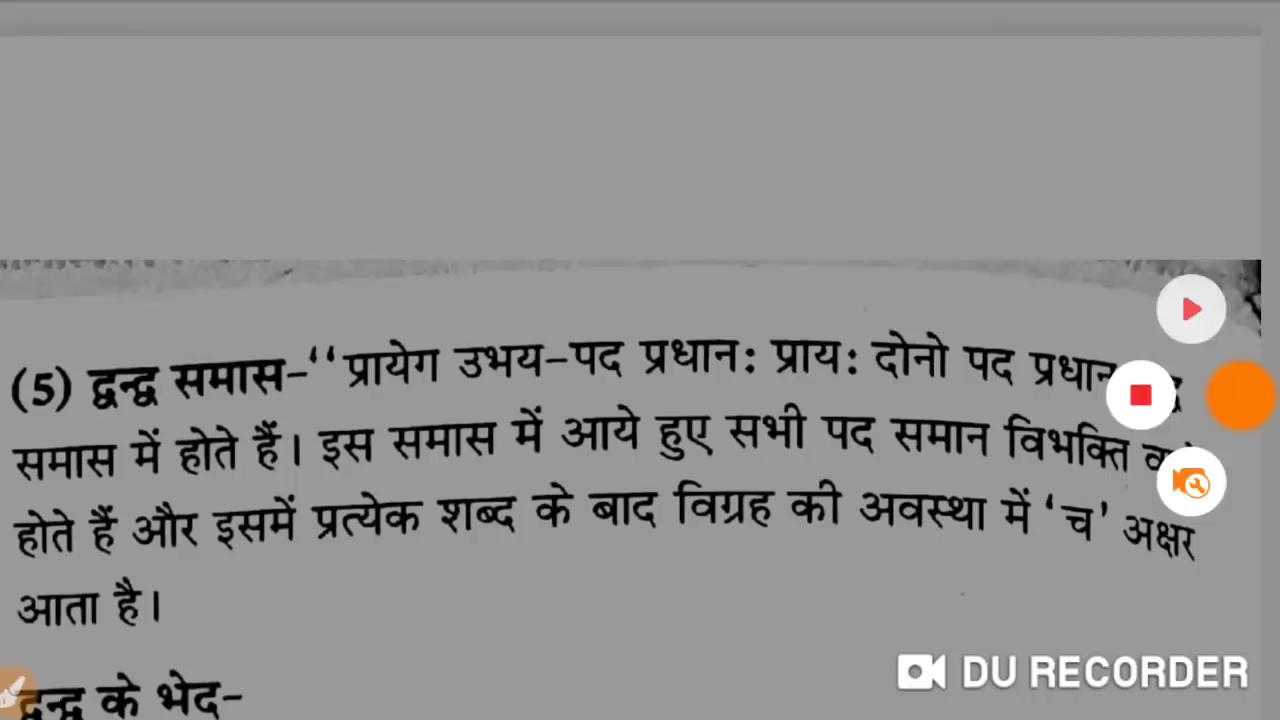 (5) द्वन्द्व समास-‘‘प्रायेग उभय-पद प्रधानः प्रायः दोनो पद प्रधान
समास में होते हैं। इस समास में आये हुए सभी पद समान विभक्ति
होते हैं और इसमें प्रत्येक शब्द के बाद विग्रह की अवस्था में ‘च’ अक्षर
आता है।
DU RECORDER
द्वन्द्व के भेद-